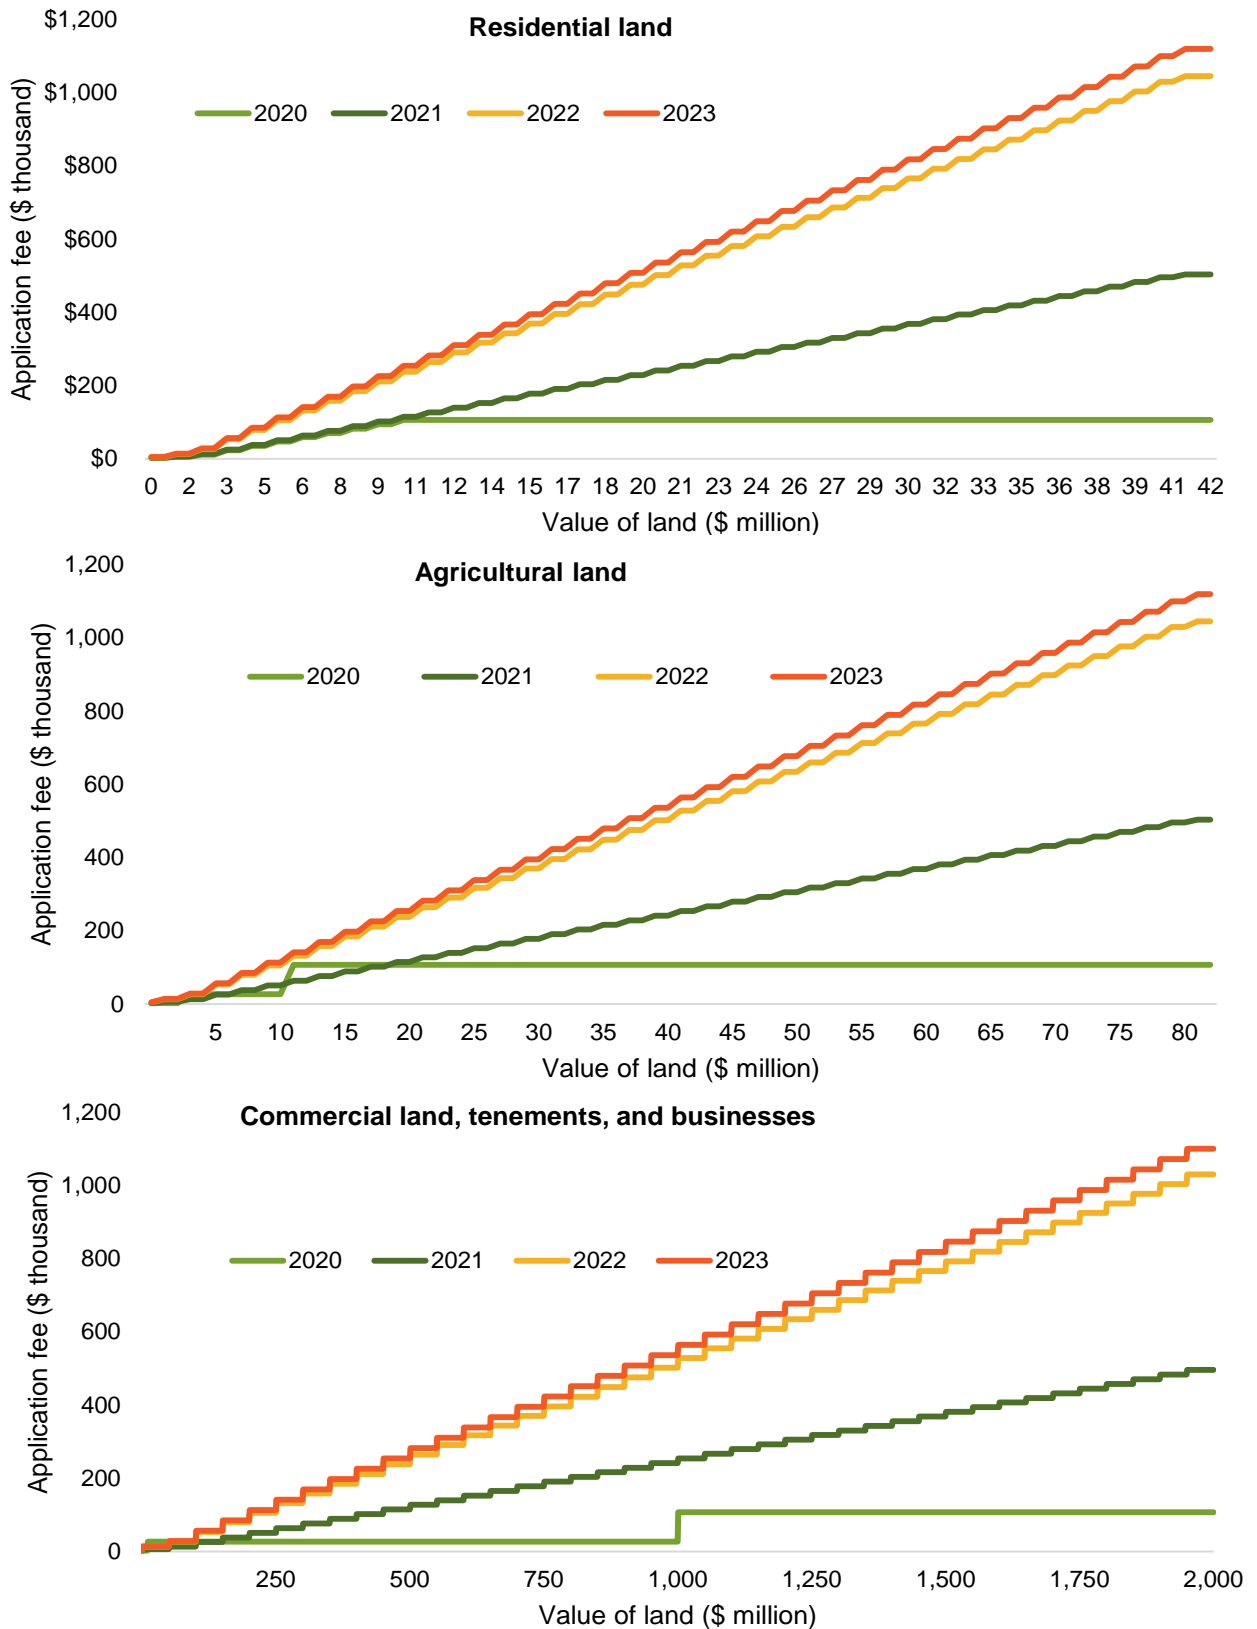 Residential land
$1,200
$1,000
$800
$600
$400
$200
$0
Application fee ($ thousand)
2020 2021 2022 2023
0 2 3 5 6 8 9 11 12 14 15 17 18 20 21 23 24 26 27 29 30 32 33 35 36 38 39 41 42
Value of land ($ million)
Agricultural land
1,200
1,000
800
600
400
200
0
Application fee ($ thousand)
2020 2021 2022 2023
5 10 15 20 25 30 35 40 45 50 55 60 65 70 75 80
Value of land ($ million)
Commercial land, tenements, and businesses
1,200
1,000
800
600
400
200
0
Application fee ($ thousand)
2020 2021 2022 2023
250 500 750 1,000 1,250 1,500 1,750 2,000
Value of land ($ million)